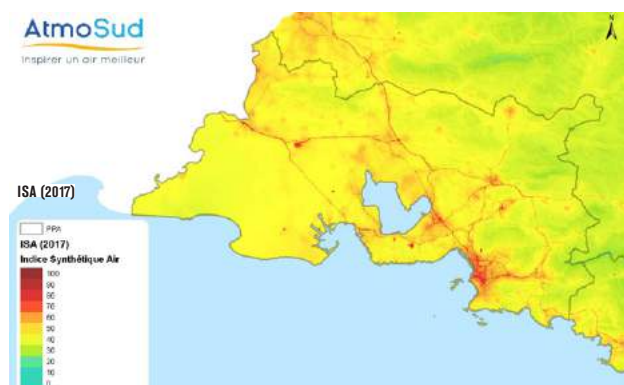 AtmoSud
Inspirer un air meilleur
N
ISA (2017)
PPA
ISA (2017)
Indice Synthétique Air
100
90
80
70
60
50
40
30
20
10
0